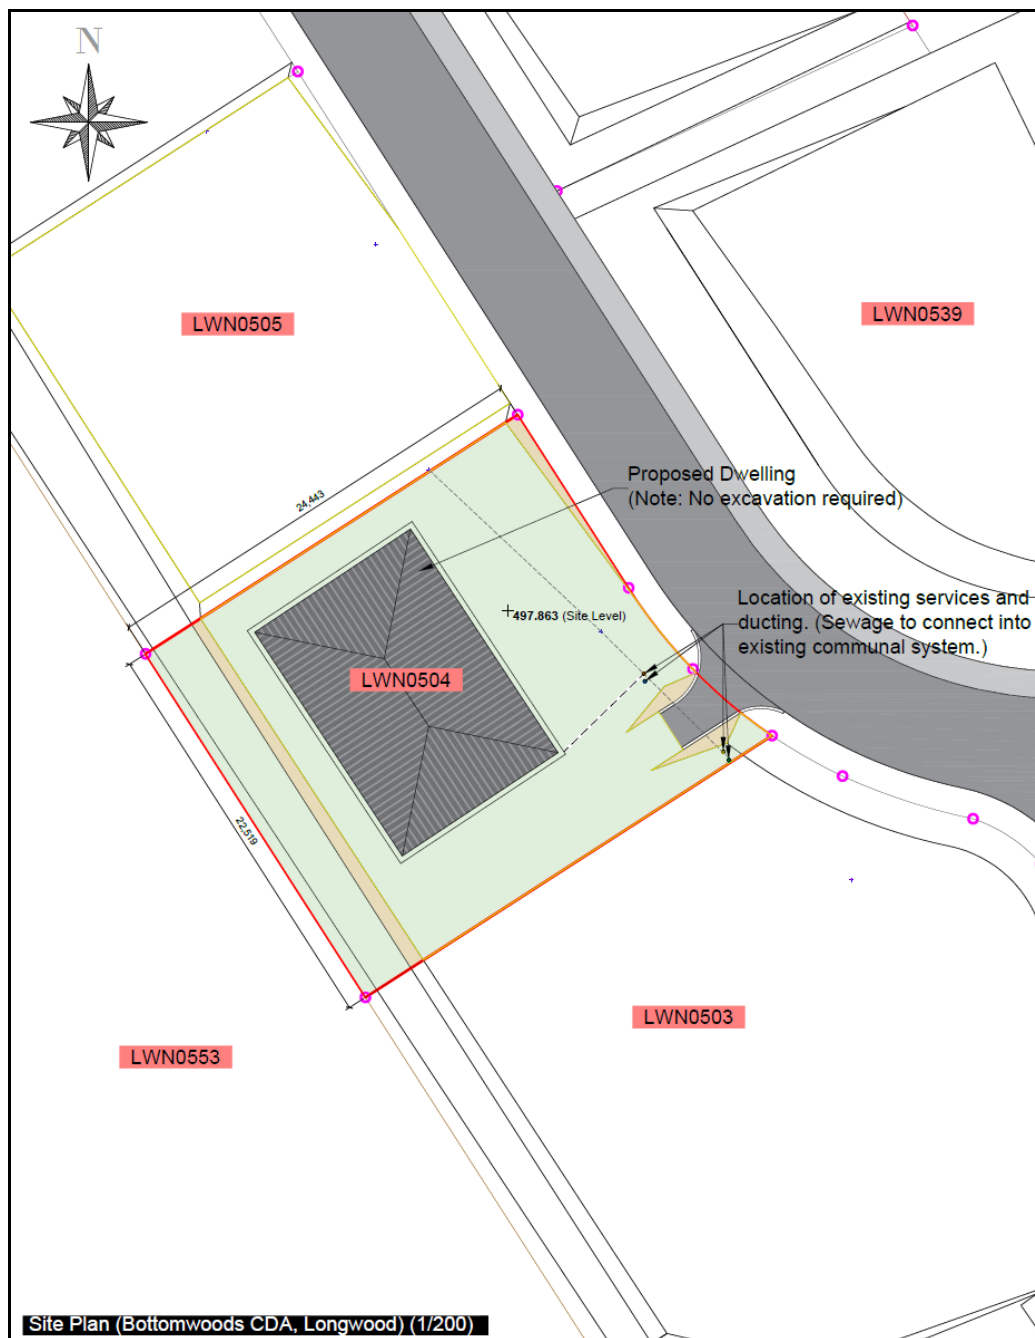 N
LWN0505
LWN0539
Proposed Dwelling
(Note: No excavation required)
24,443
497.863 (Site Level)
Location of existing services and
ducting. (Sewage to connect into
existing communal system.)
LWN0504
22,519
LWN0503
LWN0553
Site Plan (Bottomwoods CDA, Longwood) (1/200)